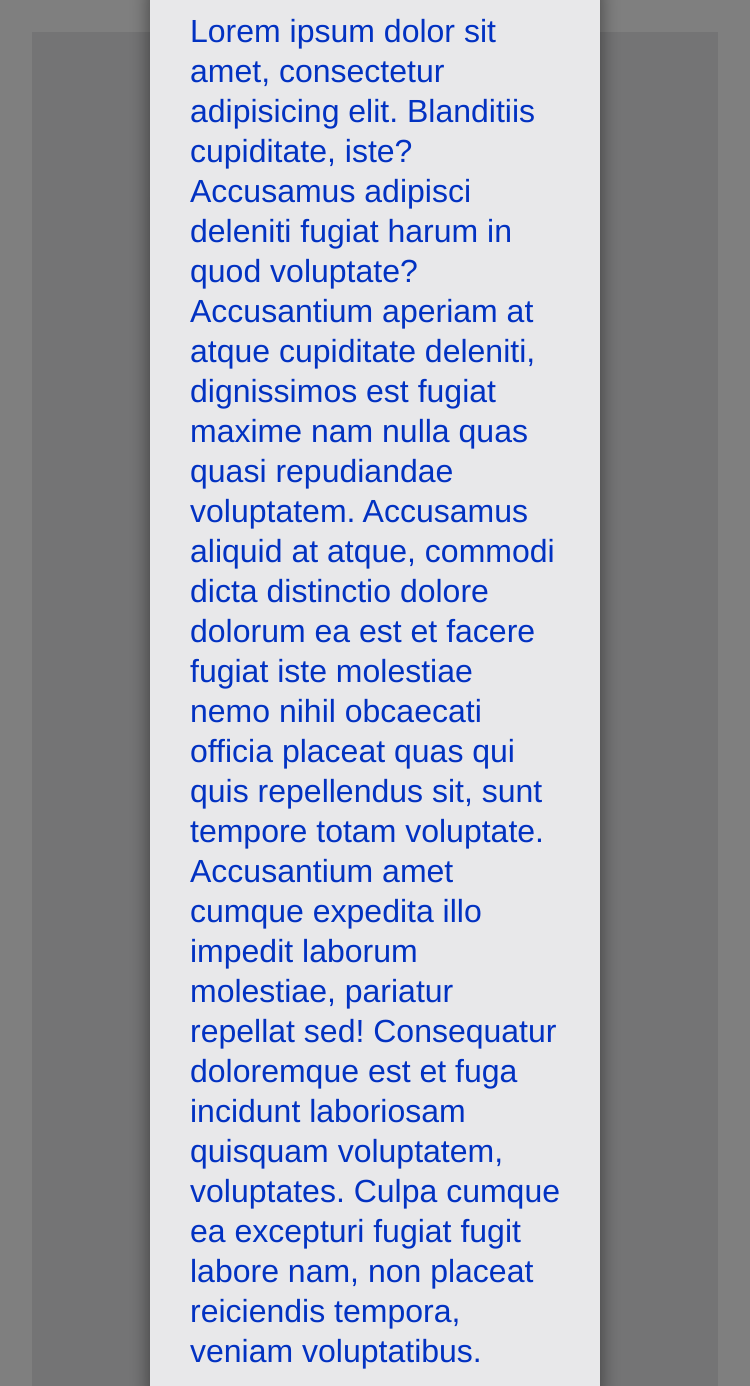 Lorem ipsum dolor sit
amet, consectetur
adipisicing elit. Blanditiis
cupiditate, iste?
Accusamus adipisci
deleniti fugiat harum in
quod voluptate?
Accusantium aperiam at
atque cupiditate deleniti,
dignissimos est fugiat
maxime nam nulla quas
quasi repudiandae
voluptatem. Accusamus
aliquid at atque, commodi
dicta distinctio dolore
dolorum ea est et facere
fugiat iste molestiae
nemo nihil obcaecati
officia placeat quas qui
quis repellendus sit, sunt
tempore totam voluptate.
Accusantium amet
cumque expedita illo
impedit laborum
molestiae, pariatur
repellat sed! Consequatur
doloremque est et fuga
incidunt laboriosam
quisquam voluptatem,
voluptates. Culpa cumque
ea excepturi fugiat fugit
labore nam, non placeat
reiciendis tempora,
veniam voluptatibus.